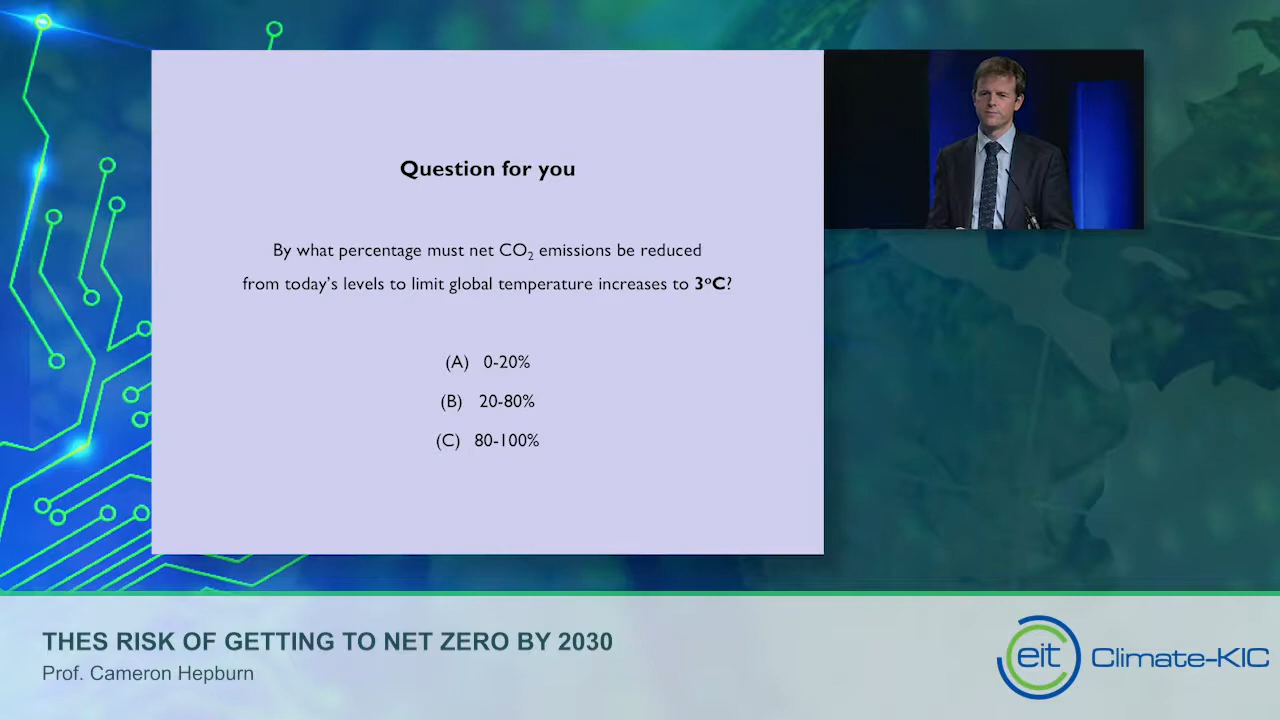 Question for you
By what percentage must net CO₂ emissions be reduced
from today's levels to limit global temperature increases to 3°C?
(A) 0-20%
(B) 20-80%
(C) 80-100%
THES RISK OF GETTING TO NET ZERO BY 2030
Prof. Cameron Hepburn
eit Climate-KIC